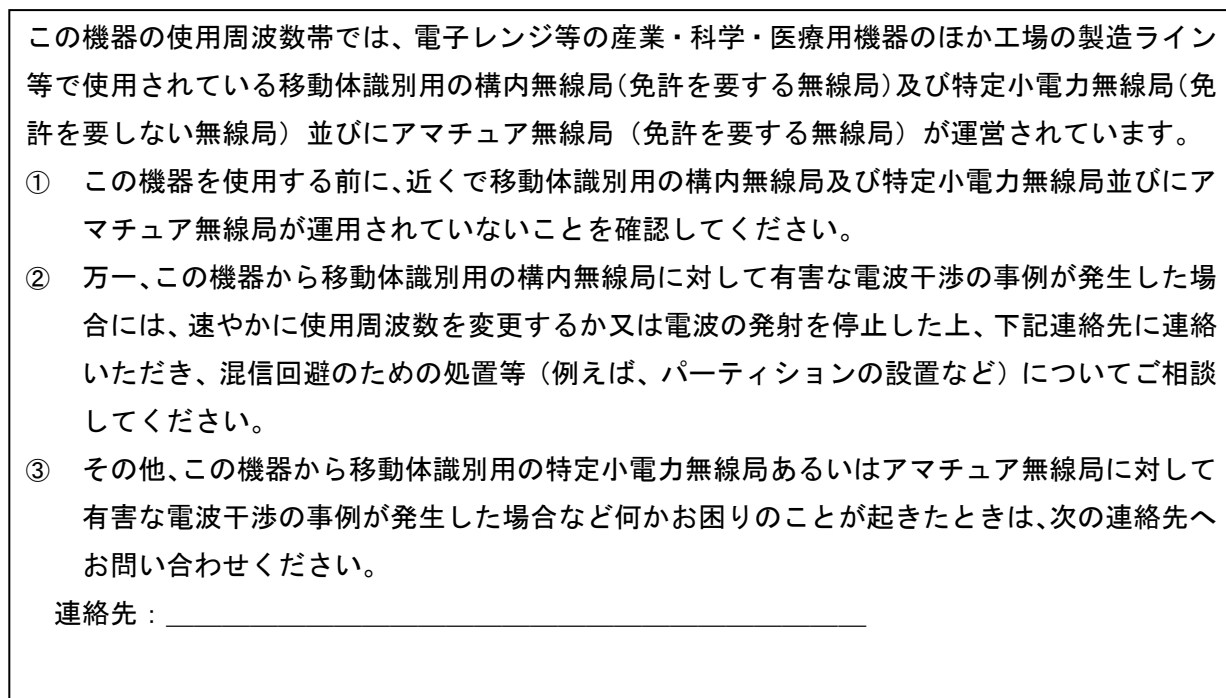 この機器の使用周波数帯では、電子レンジ等の産業・科学・医療用機器のほか工場の製造ライン
等で使用されている移動体識別用の構内無線局（免許を要する無線局）及び特定小電力無線局（免
許を要しない無線局）並びにアマチュア無線局（免許を要する無線局）が運営されています。
① この機器を使用する前に、近くで移動体識別用の構内無線局及び特定小電力無線局並びにア
マチュア無線局が運用されていないことを確認してください。
② 万一、この機器から移動体識別用の構内無線局に対して有害な電波干渉の事例が発生した場
合には、速やかに使用周波数を変更するか又は電波の発射を停止した上、下記連絡先に連絡
いただき、混信回避のための処置等（例えば、パーティションの設置など）についてご相談
してください。
③ その他、この機器から移動体識別用の特定小電力無線局あるいはアマチュア無線局に対して
有害な電波干渉の事例が発生した場合など何かお困りのことが起きたときは、次の連絡先へ
お問い合わせください。
連絡先：__________________________________________________